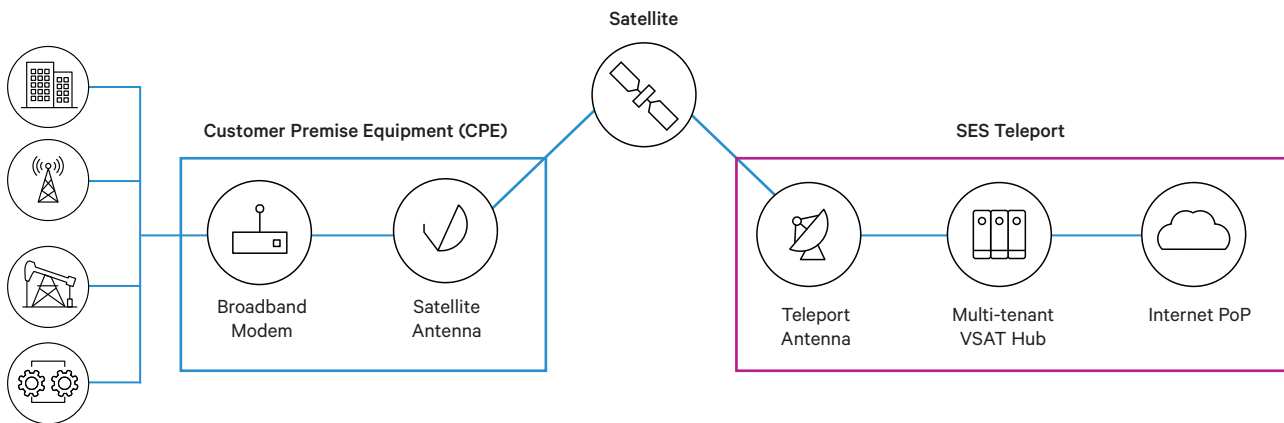 Satellite
Customer Premise Equipment (CPE)
SES Teleport
Broadband
Modem
Satellite
Antenna
Teleport
Antenna
Multi-tenant
VSAT Hub
Internet PoP